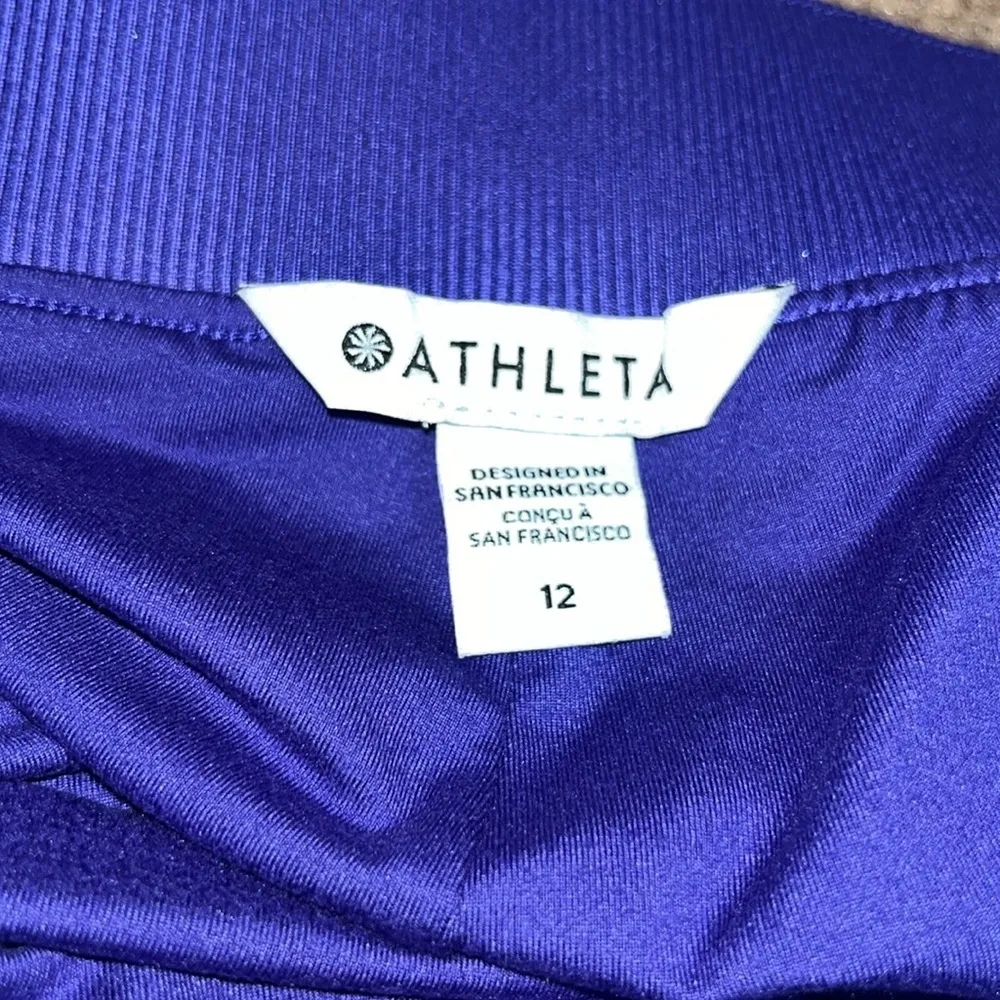 ATHLETA
DESIGNED IN
SAN FRANCISCO
CONÇU À
SAN FRANCISCO
12